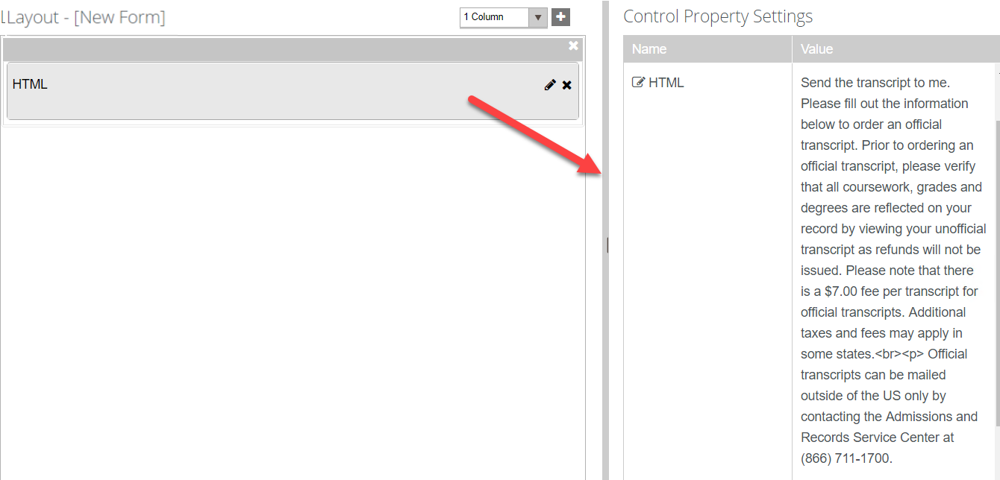 Layout - [New Form]
1 Column
HTML
Control Property Settings
Name
Value
HTML
Send the transcript to me.
Please fill out the information
below to order an official
transcript. Prior to ordering an
official transcript, please verify
that all coursework, grades and
degrees are reflected on your
record by viewing your unofficial
transcript as refunds will not be
issued. Please note that there
is a $7.00 fee per transcript for
official transcripts. Additional
taxes and fees may apply in
some states.<br><p> Official
transcripts can be mailed
outside of the US only by
contacting the Admissions and
Records Service Center at
(866) 711-1700.